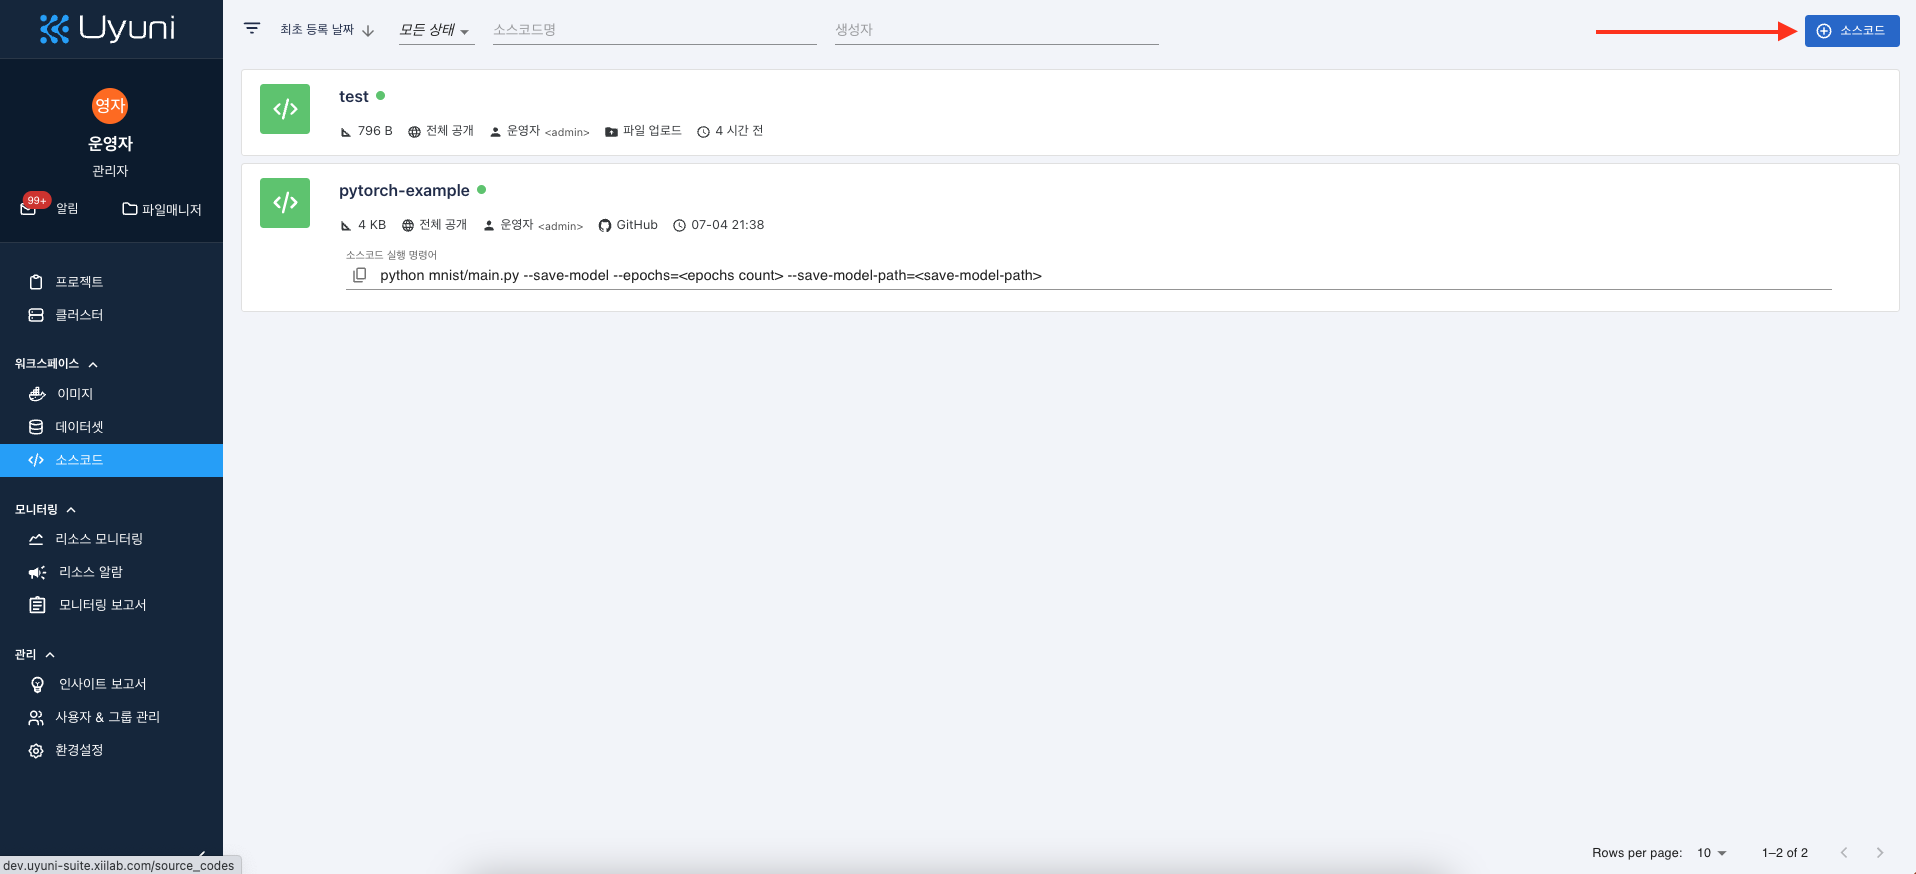 Uyuni
영자
운영자
관리자
99+
알림
파일매니저
프로젝트
클러스터
워크스페이스
이미지
데이터셋
소스코드
모니터링
리소스 모니터링
리소스 알람
모니터링 보고서
관리
인사이트 보고서
사용자 & 그룹 관리
환경설정
dev.uyuni-suite.xiilab.com/source_codes
최초 등록 날짜
모든 상태
소스코드명
생성자
소스코드
test
796 B 전체 공개 운영자 <admin> 파일 업로드 4 시간 전
pytorch-example
4 KB 전체 공개 운영자 <admin> GitHub 07-04 21:38
소스코드 실행 명령어
python mnist/main.py --save-model --epochs=<epochs count> --save-model-path=<save-model-path>
Rows per page: 10 1–2 of 2